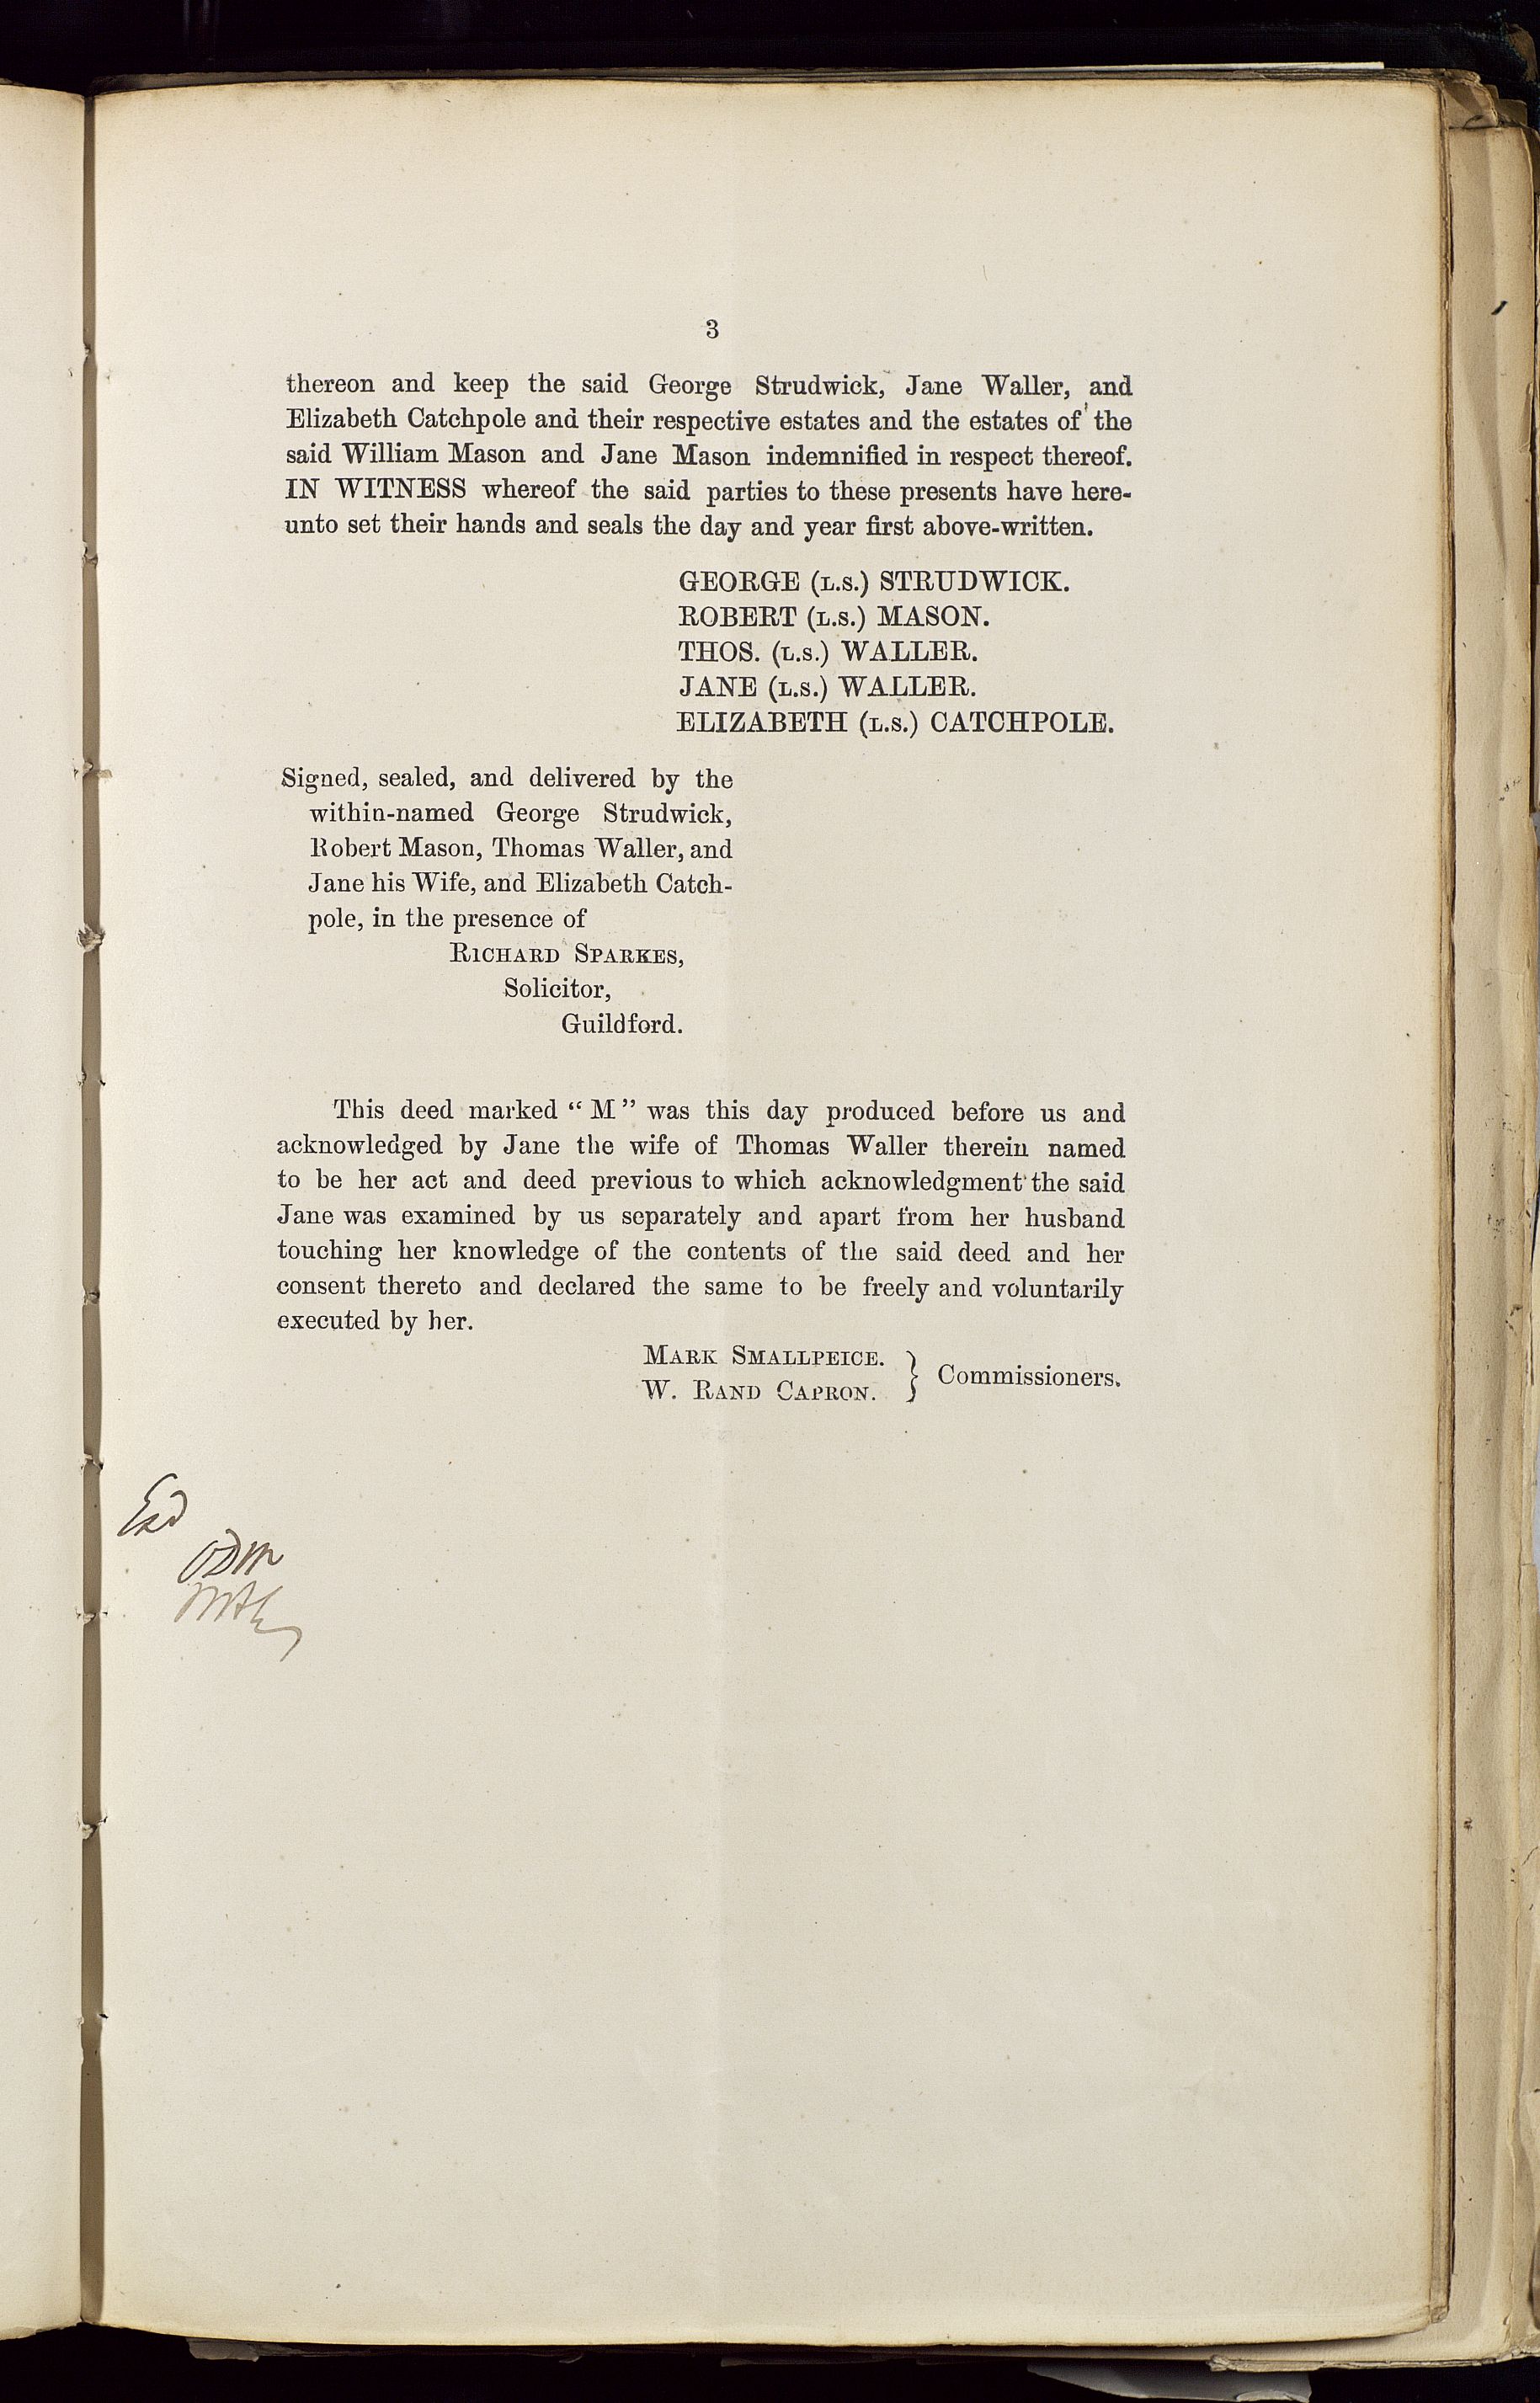 3
thereon and keep the said George Strudwick, Jane Waller, and
Elizabeth Catchpole and their respective estates and the estates of the
said William Mason and Jane Mason indemnified in respect thereof.
IN WITNESS whereof the said parties to these presents have here-
unto set their hands and seals the day and year first above-written.
GEORGE (L.S.) STRUDWICK.
ROBERT (L.S.) MASON.
THOS. (L.S.) WALLER.
JANE (L.S.) WALLER.
ELIZABETH (L.S.) CATCHPOLE.
Signed, sealed, and delivered by the
within-named George Strudwick,
Robert Mason, Thomas Waller, and
Jane his Wife, and Elizabeth Catch-
pole, in the presence of
RICHARD SPARKES,
Solicitor,
Guildford.
This deed marked “ M ” was this day produced before us and
acknowledged by Jane the wife of Thomas Waller therein named
to be her act and deed previous to which acknowledgment the said
Jane was examined by us separately and apart from her husband
touching her knowledge of the contents of the said deed and her
consent thereto and declared the same to be freely and voluntarily
executed by her.
MARK SMALLPEICE.
W. RAND CAPRON. } Commissioners.